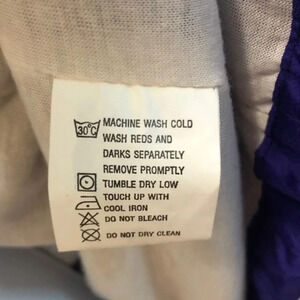 30°C MACHINE WASH COLD
WASH REDS AND
DARKS SEPARATELY
REMOVE PROMPTLY
TUMBLE DRY LOW
TOUCH UP WITH
COOL IRON
DO NOT BLEACH
DO NOT DRY CLEAN